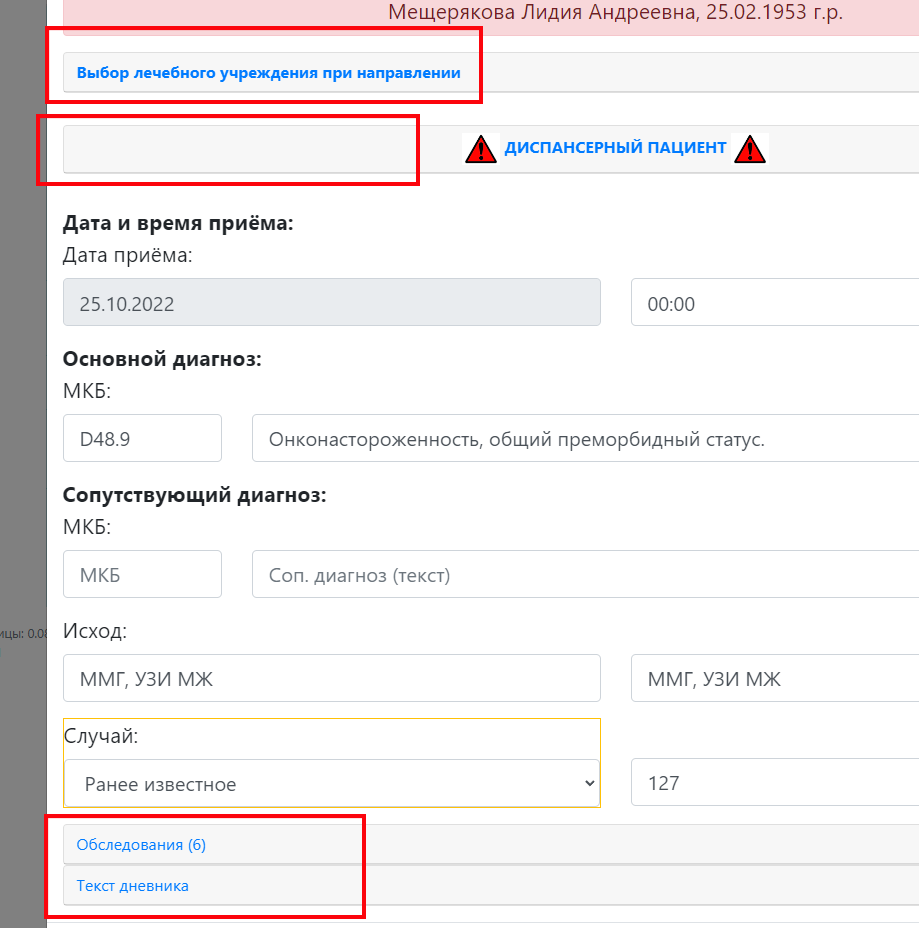 Мещерякова Лидия Андреевна, 25.02.1953 г.р.
Выбор лечебного учреждения при направлении
ДИСПАНСЕРНЫЙ ПАЦИЕНТ
Дата и время приёма:
Дата приёма:
25.10.2022 00:00
Основной диагноз:
МКБ:
D48.9 Онконастороженность, общий преморбидный статус.
Сопутствующий диагноз:
МКБ:
МКБ Соп. диагноз (текст)
ицы: 0.08
Исход:
ММГ, УЗИ МЖ ММГ, УЗИ МЖ
Случай:
Ранее известное 127
Обследования (6)
Текст дневника